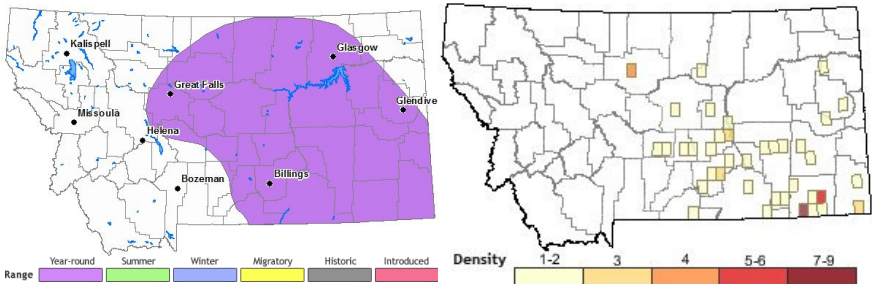 Kalispell
Glasgow
Great Falls
Glendive
Missoula
Helena
Bozeman
Billings
Year-round Summer Winter Migratory Historic Introduced
Range
Density 1-2 3 4 5-6 7-9